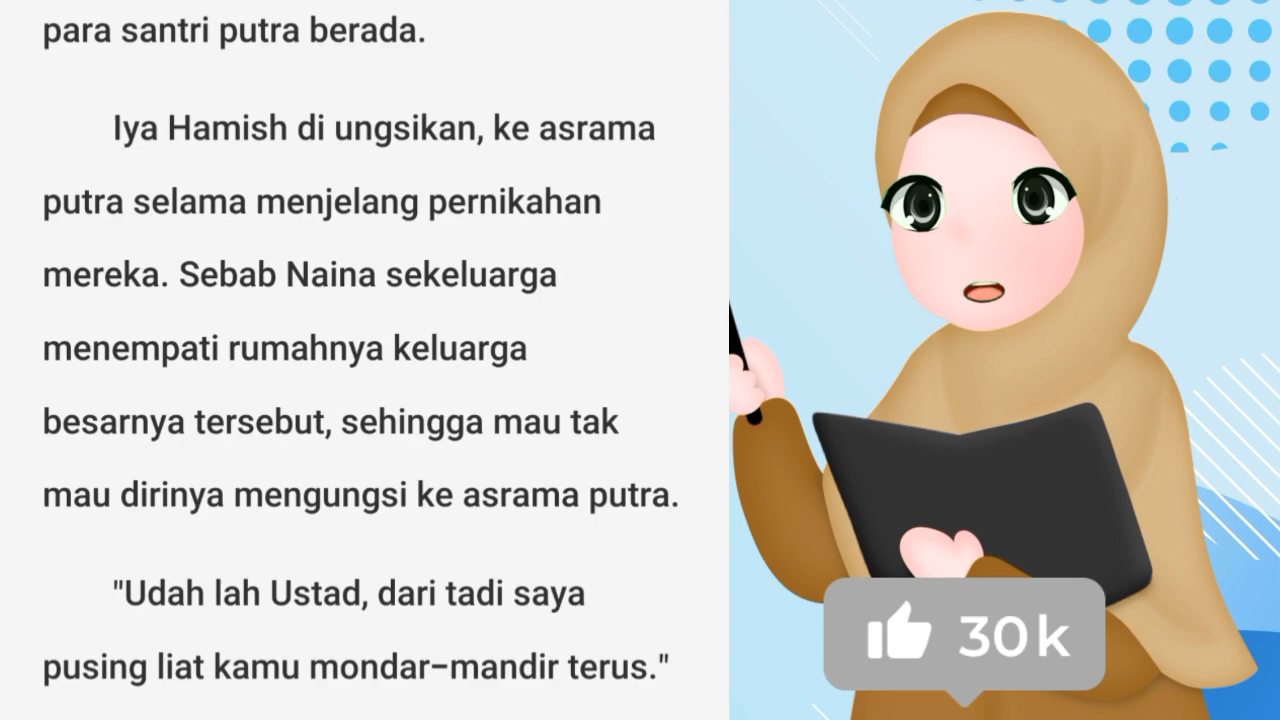 para santri putra berada.
Iya Hamish di ungsikan, ke asrama
putra selama menjelang pernikahan
mereka. Sebab Naina sekeluarga
menempati rumahnya keluarga
besarnya tersebut, sehingga mau tak
mau dirinya mengungsi ke asrama putra.
"Udah lah Ustad, dari tadi saya
pusing liat kamu mondar-mandir terus."
30k